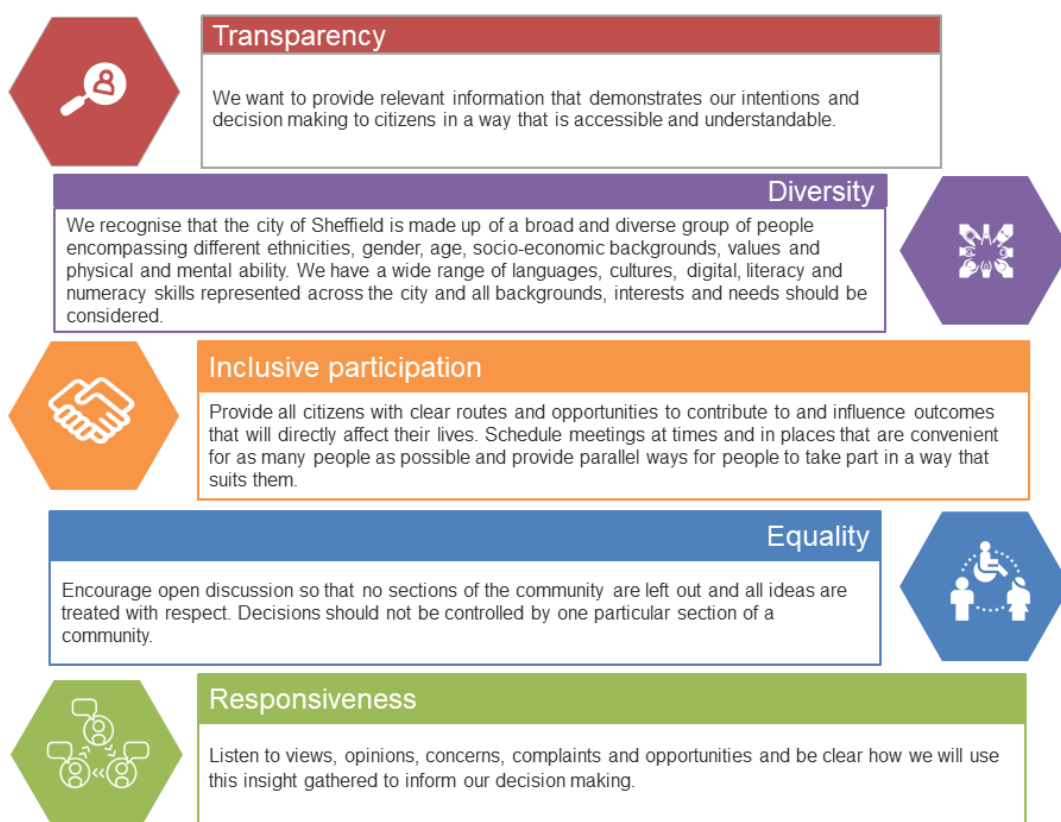 Transparency
We want to provide relevant information that demonstrates our intentions and
decision making to citizens in a way that is accessible and understandable.
Diversity
We recognise that the city of Sheffield is made up of a broad and diverse group of people
encompassing different ethnicities, gender, age, socio-economic backgrounds, values and
physical and mental ability. We have a wide range of languages, cultures, digital, literacy and
numeracy skills represented across the city and all backgrounds, interests and needs should be
considered.
Inclusive participation
Provide all citizens with clear routes and opportunities to contribute to and influence outcomes
that will directly affect their lives. Schedule meetings at times and in places that are convenient
for as many people as possible and provide parallel ways for people to take part in a way that
suits them.
Equality
Encourage open discussion so that no sections of the community are left out and all ideas are
treated with respect. Decisions should not be controlled by one particular section of a
community.
Responsiveness
Listen to views, opinions, concerns, complaints and opportunities and be clear how we will use
this insight gathered to inform our decision making.